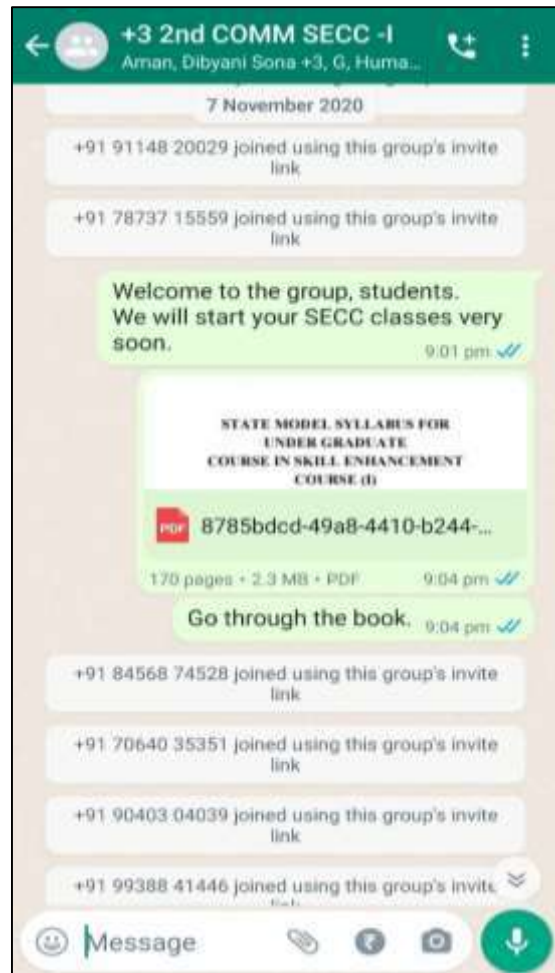 +3 2nd COMM SECC -I
Aman, Dibyani Sona +3, G, Huma...
7 November 2020
+91 91148 20029 joined using this group's invite
link
+91 78737 15559 joined using this group's invite
link
Welcome to the group, students.
We will start your SECC classes very
soon.
9:01 pm
STATE MODEL SYLLABUS FOR
UNDER GRADUATE
COURSE IN SKILL ENHANCEMENT
COURSE (I)
PDF
8785bdcd-49a8-4410-b244-...
170 pages • 2.3 MB • PDF
9:04 pm
Go through the book.
9:04 pm
+91 84568 74528 joined using this group's invite
link
+91 70640 35351 joined using this group's invite
link
+91 90403 04039 joined using this group's invite
link
+91 99388 41446 joined using this group's invite
Message